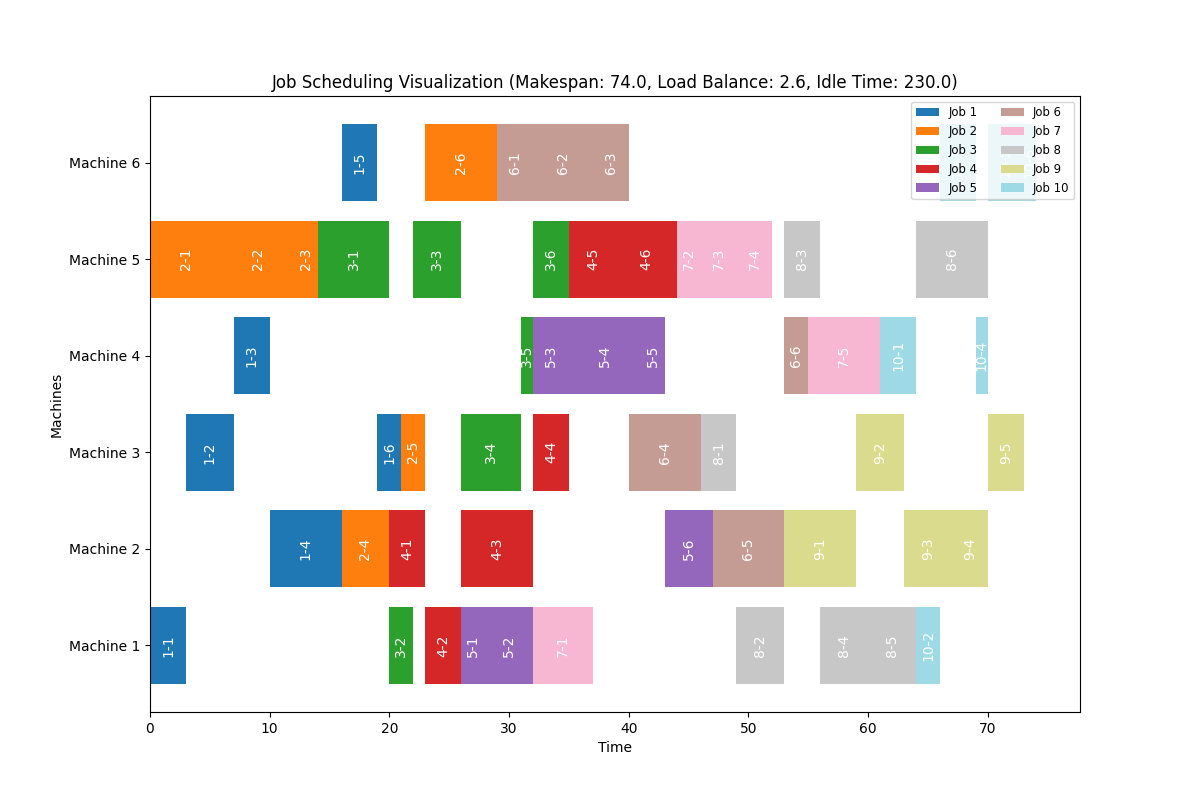 Job Scheduling Visualization (Makespan: 74.0, Load Balance: 2.6, Idle Time: 230.0)
Job 1 Job 6
Job 2 Job 7
Job 3 Job 8
Job 4 Job 9
Job 5 Job 10
Machine 6 1-5 2-6 6-1 6-2 6-3
Machine 5 2-1 2-2 2-3 3-1 3-3 3-6 4-5 4-6 7-2 7-3 7-4 8-3 8-6
Machine 4 1-3 3-5 5-3 5-4 5-5 6-6 7-5 10-1 10-4
Machine 3 1-2 1-6 2-5 3-4 4-4 6-4 8-1 9-2 9-5
Machine 2 1-4 2-4 4-1 4-3 5-6 6-5 9-1 9-3 9-4
Machine 1 1-1 3-2 4-2 5-1 5-2 7-1 8-2 8-4 8-5 10-2
Machines
0 10 20 30 40 50 60 70
Time